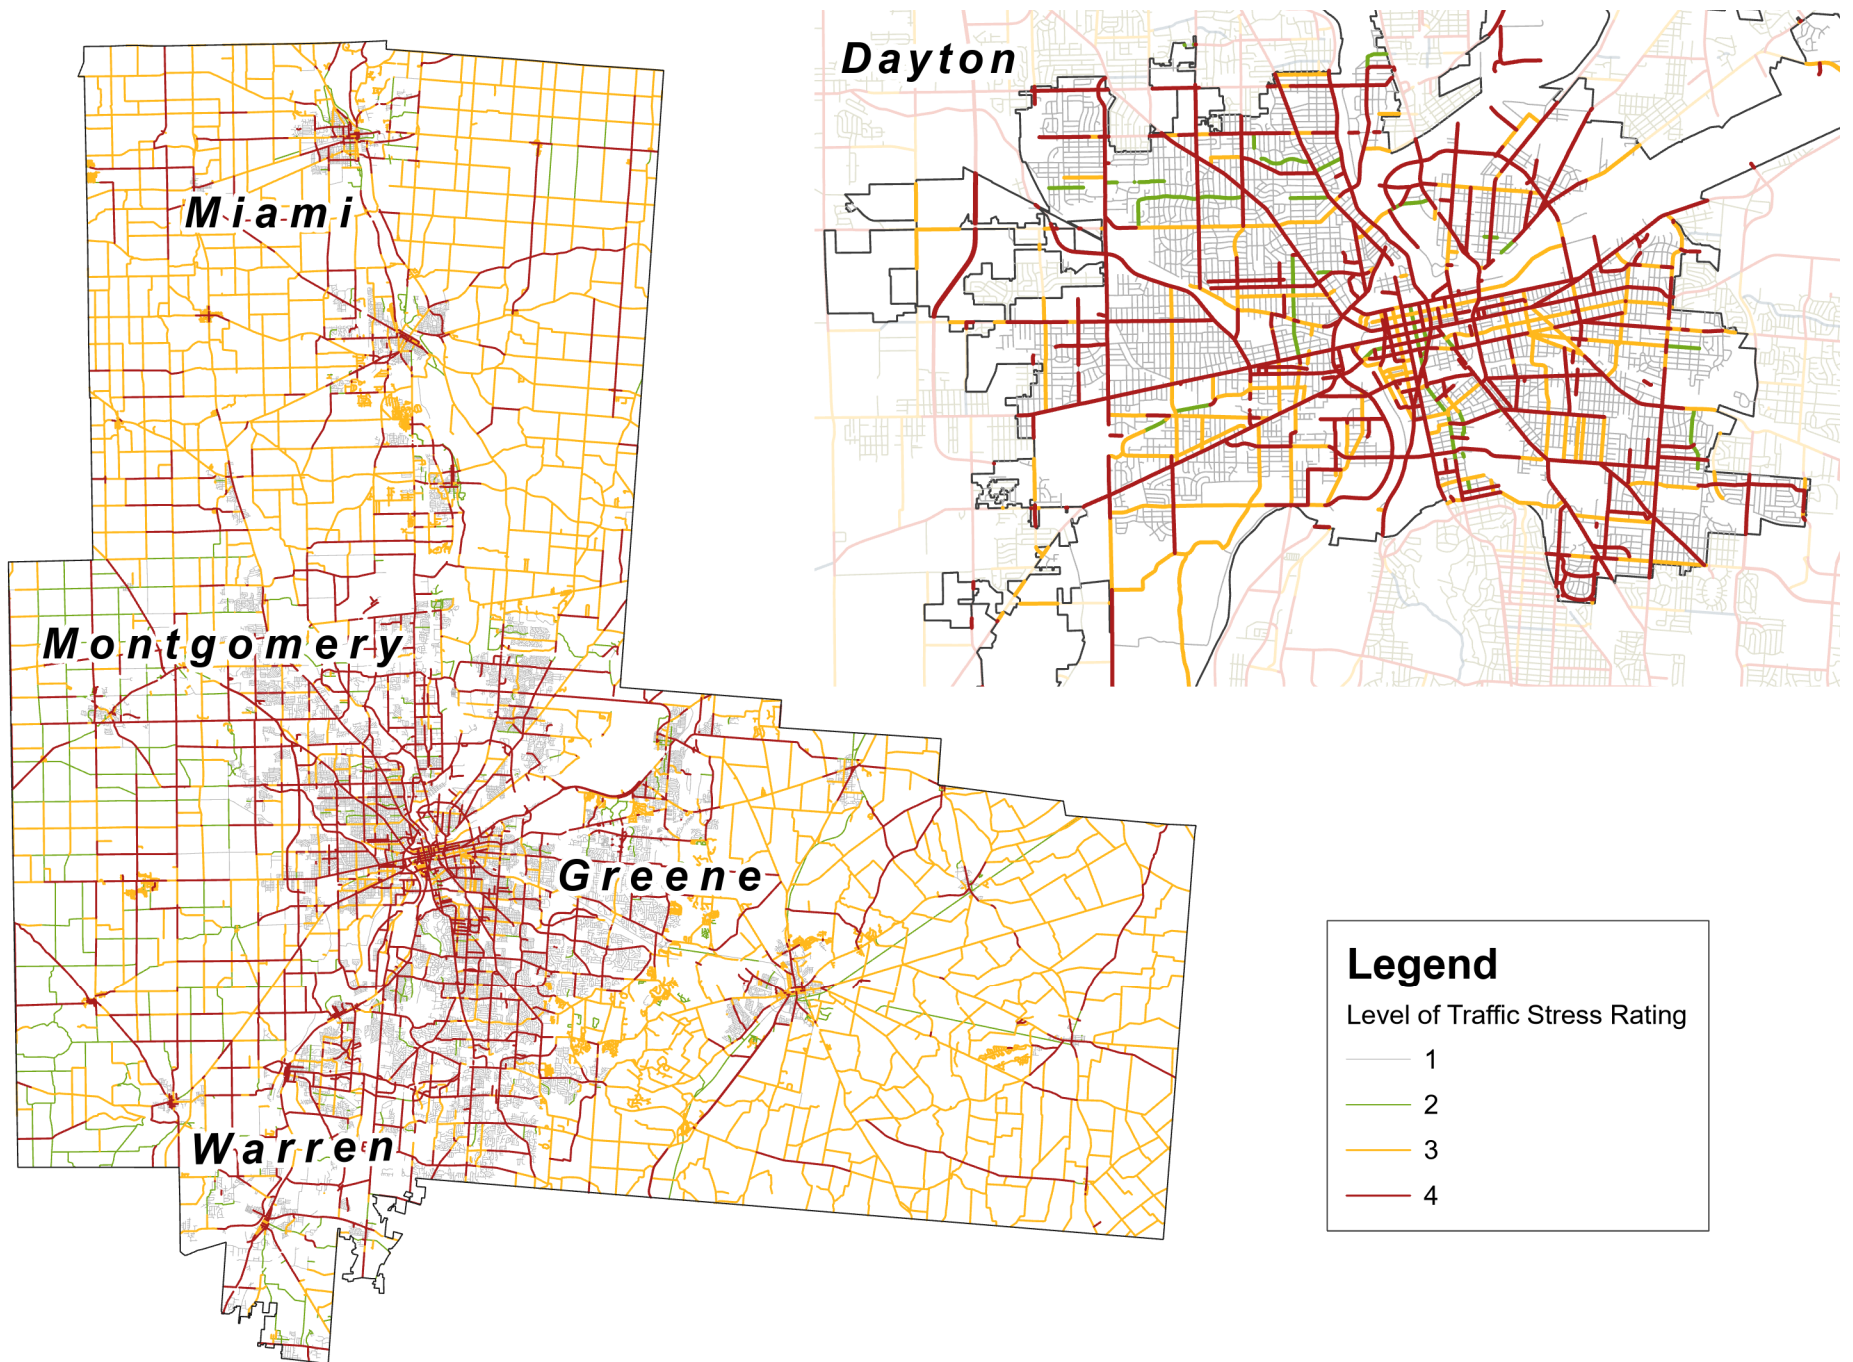 Dayton
Miami
Montgomery
Greene
Warren
Legend
Level of Traffic Stress Rating
1
2
3
4